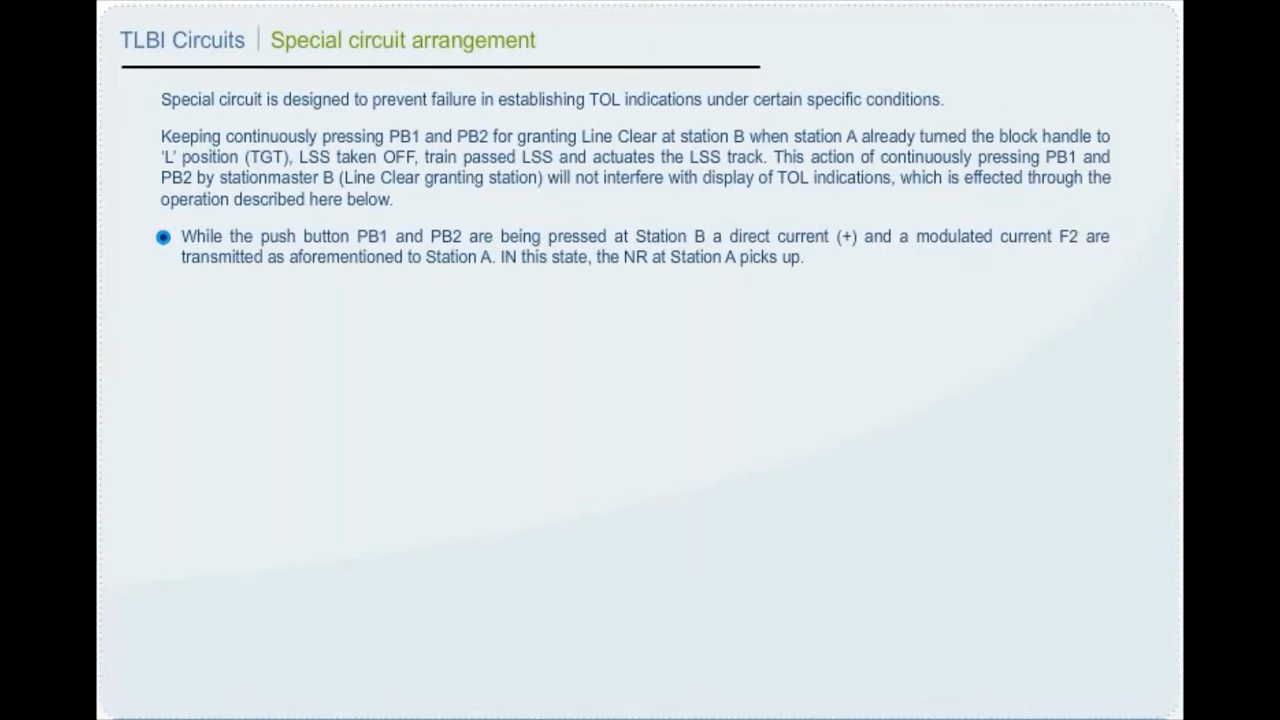 TLBI Circuits | Special circuit arrangement
Special circuit is designed to prevent failure in establishing TOL indications under certain specific conditions.
Keeping continuously pressing PB1 and PB2 for granting Line Clear at station B when station A already turned the block handle to
‘L’ position (TGT), LSS taken OFF, train passed LSS and actuates the LSS track. This action of continuously pressing PB1 and
PB2 by stationmaster B (Line Clear granting station) will not interfere with display of TOL indications, which is effected through the
operation described here below.
While the push button PB1 and PB2 are being pressed at Station B a direct current (+) and a modulated current F2 are
transmitted as aforementioned to Station A. IN this state, the NR at Station A picks up.